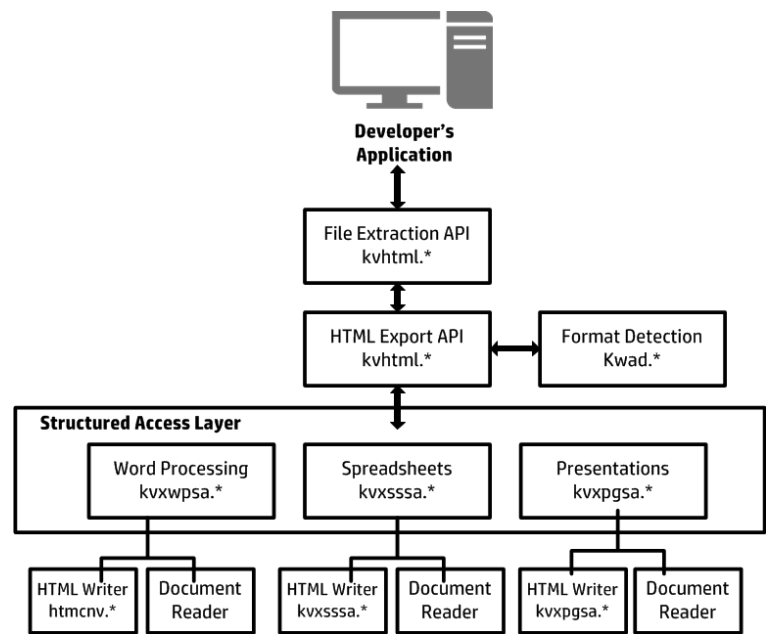 Developer's
Application
File Extraction API
kvhtml.*
HTML Export API
kvhtml.*
Format Detection
Kwad.*
Structured Access Layer
Word Processing
kvxwpsa.*
Spreadsheets
kvxsssa.*
Presentations
kvxpgsa.*
HTML Writer
htmcnv.*
Document
Reader
HTML Writer
kvxsssa.*
Document
Reader
HTML Writer
kvxpgsa.*
Document
Reader